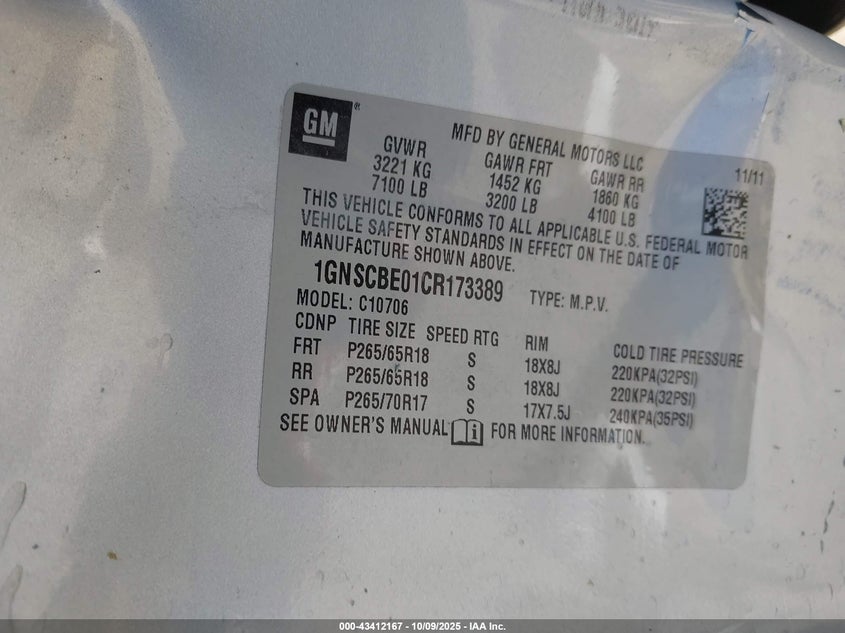 GM®
MFD BY GENERAL MOTORS LLC
11/11
GVWR GAWR FRT GAWR RR
3221 KG 1452 KG 1860 KG
7100 LB 3200 LB 4100 LB
THIS VEHICLE CONFORMS TO ALL APPLICABLE U.S. FEDERAL MOTOR
VEHICLE SAFETY STANDARDS IN EFFECT ON THE DATE OF
MANUFACTURE SHOWN ABOVE.
1GNSCBE01CR173389 TYPE: M.P.V.
MODEL: C10706
CDNP TIRE SIZE SPEED RTG RIM COLD TIRE PRESSURE
FRT P265/65R18 S 18X8J 220KPA(32PSI)
RR P265/65R18 S 18X8J 220KPA(32PSI)
SPA P265/70R17 S 17X7.5J 240KPA(35PSI)
SEE OWNER'S MANUAL FOR MORE INFORMATION.
000-43412167 - 10/09/2025 - IAA Inc.